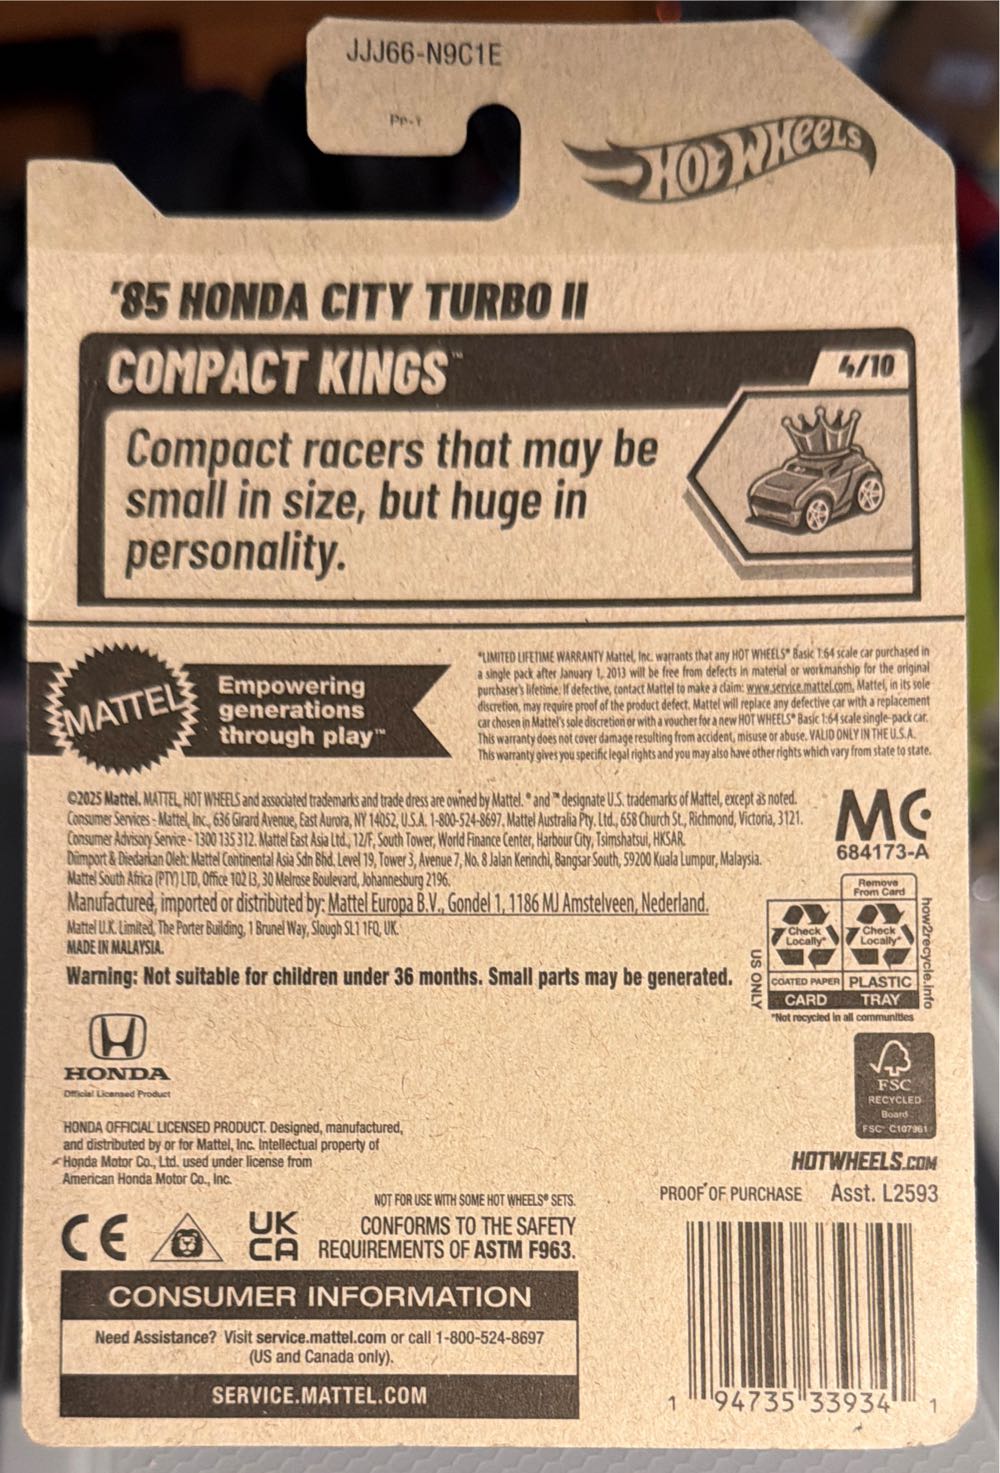 JJJ66-N9C1E
Pp-1
HOT WHEELS
'85 HONDA CITY TURBO II
COMPACT KINGS™
4/10
Compact racers that may be
small in size, but huge in
personality.
MATTEL
Empowering
generations
through play™
*LIMITED LIFETIME WARRANTY Mattel, Inc. warrants that any HOT WHEELS® Basic 1:64 scale car purchased in
a single pack after January 1, 2013 will be free from defects in material or workmanship for the original
purchaser's lifetime. If defective, contact Mattel to make a claim: www.service.mattel.com. Mattel, in its sole
discretion, may require proof of the product defect. Mattel will replace any defective car with a replacement
car chosen in Mattel's sole discretion or with a voucher for a new HOT WHEELS® Basic 1:64 scale single-pack car.
This warranty does not cover damage resulting from accident, misuse or abuse. VALID ONLY IN THE U.S.A.
This warranty gives you specific legal rights and you may also have other rights which vary from state to state.
©2025 Mattel. MATTEL, HOT WHEELS and associated trademarks and trade dress are owned by Mattel. ® and ™ designate U.S. trademarks of Mattel, except as noted.
Consumer Services - Mattel, Inc., 636 Girard Avenue, East Aurora, NY 14052, U.S.A. 1-800-524-8697. Mattel Australia Pty. Ltd., 658 Church St., Richmond, Victoria, 3121.
Consumer Advisory Service - 1300 135 312. Mattel East Asia Ltd., 12/F, South Tower, World Finance Center, Harbour City, Tsimshatsui, HKSAR.
Diimport & Diedarkan Oleh: Mattel Continental Asia Sdn Bhd. Level 19, Tower 3, Avenue 7, No. 8 Jalan Kerinchi, Bangsar South, 59200 Kuala Lumpur, Malaysia.
Mattel South Africa (PTY) LTD, Office 102 I3, 30 Melrose Boulevard, Johannesburg 2196.
Manufactured, imported or distributed by: Mattel Europa B.V., Gondel 1, 1186 MJ Amstelveen, Nederland.
Mattel U.K. Limited, The Porter Building, 1 Brunel Way, Slough SL1 1FQ, UK.
MADE IN MALAYSIA.
Warning: Not suitable for children under 36 months. Small parts may be generated.
MC
684173-A
Remove
From Card
Check
Locally*
Check
Locally*
COATED PAPER
PLASTIC
CARD
TRAY
US ONLY
how2recycle.info
*Not recycled in all communities
HONDA
Official Licensed Product
FSC
RECYCLED
Board
FSC® C107961
HONDA OFFICIAL LICENSED PRODUCT. Designed, manufactured,
and distributed by or for Mattel, Inc. Intellectual property of
Honda Motor Co., Ltd. used under license from
American Honda Motor Co., Inc.
HOTWHEELS.COM
PROOF OF PURCHASE Asst. L2593
NOT FOR USE WITH SOME HOT WHEELS® SETS.
CE
UK
CA
CONFORMS TO THE SAFETY
REQUIREMENTS OF ASTM F963.
CONSUMER INFORMATION
Need Assistance? Visit service.mattel.com or call 1-800-524-8697
(US and Canada only).
SERVICE.MATTEL.COM
1 94735 33934 1